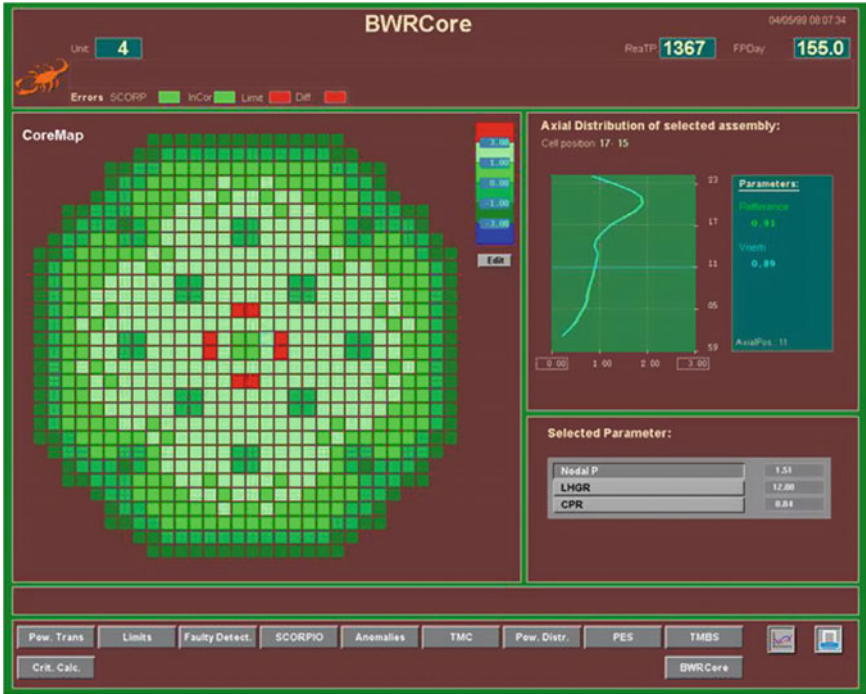 BWRCore
04/05/99 08:07:34
Unit: 4
ReaTP 1367 FPDay: 155.0
Errors SCORP InCor Limit Diff
CoreMap
3.00
1.00
0.00
-1.00
-3.00
Edit
Axial Distribution of selected assembly:
Cell position 17- 15
23
17
11
05
59
0.00 1.00 2.00 3.00
Parameters:
Refference
0.91
Vnem
0.89
AxialPos.: 11
Selected Parameter:
Nodal P 1.51
LHGR 12.00
CPR 0.84
Pow. Trans Limits Faulty Detect. SCORPIO Anomalies TMC Pow. Distr. PES TMBS
Crit. Calc. BWRCore